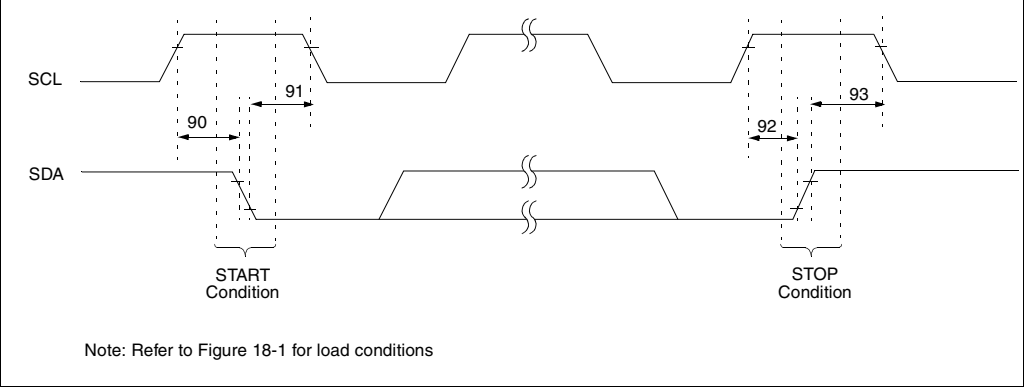 SCL
91
93
90
92
SDA
START
Condition
STOP
Condition
Note: Refer to Figure 18-1 for load conditions